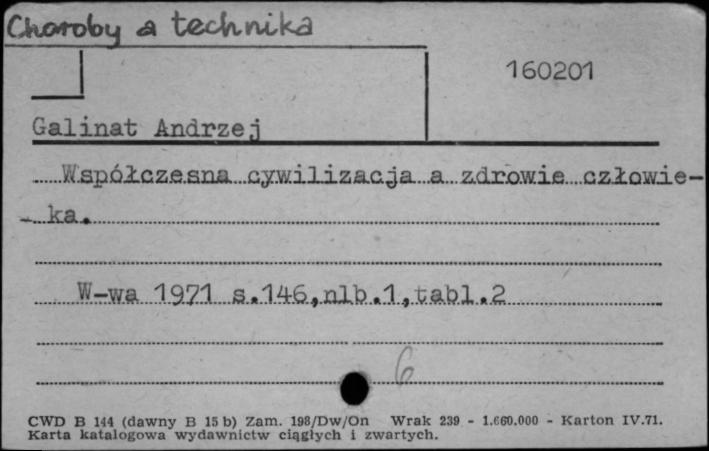 Choroby a technika
160201
Galinat Andrzej
Współczesna cywilizacja a zdrowie człowie-
- ka.
W-wa 1971 s.146,nlb.1,tabl.2
6
CWD B 144 (dawny B 15 b) Zam. 198/Dw/On Wrak 239 - 1.660.000 - Karton IV.71.
Karta katalogowa wydawnictw ciągłych i zwartych.